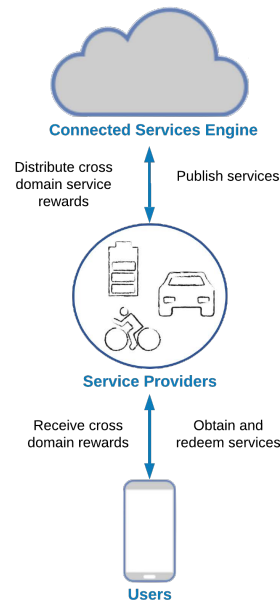 Connected Services Engine
Distribute cross
domain service
rewards
Publish services
Service Providers
Receive cross
domain rewards
Obtain and
redeem services
Users